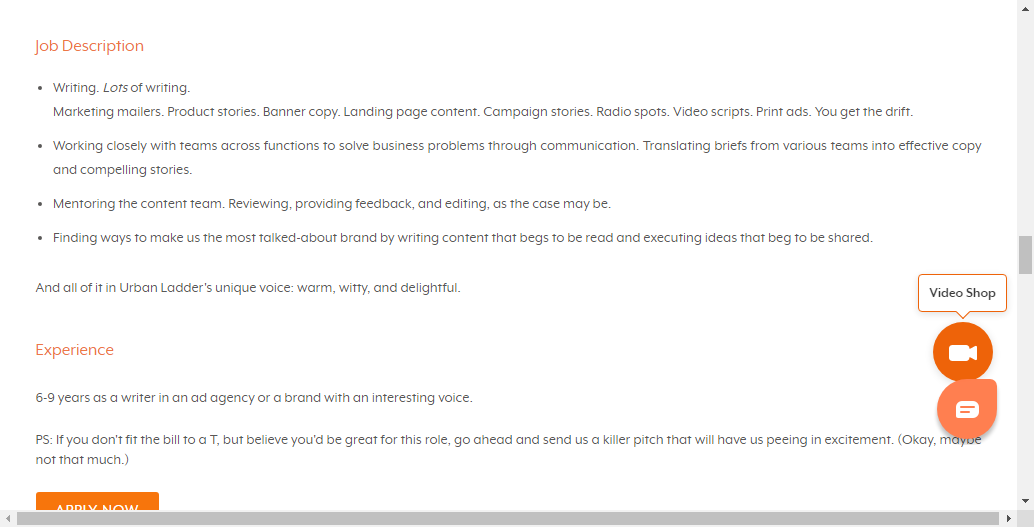 Job Description
• Writing. Lots of writing.
Marketing mailers. Product stories. Banner copy. Landing page content. Campaign stories. Radio spots. Video scripts. Print ads. You get the drift.
• Working closely with teams across functions to solve business problems through communication. Translating briefs from various teams into effective copy
and compelling stories.
• Mentoring the content team. Reviewing, providing feedback, and editing, as the case may be.
• Finding ways to make us the most talked-about brand by writing content that begs to be read and executing ideas that beg to be shared.
And all of it in Urban Ladder's unique voice: warm, witty, and delightful.
Video Shop
Experience
6-9 years as a writer in an ad agency or a brand with an interesting voice.
PS: If you don't fit the bill to a T, but believe you'd be great for this role, go ahead and send us a killer pitch that will have us peeing in excitement. (Okay, maybe
not that much.)
APPLY NOW